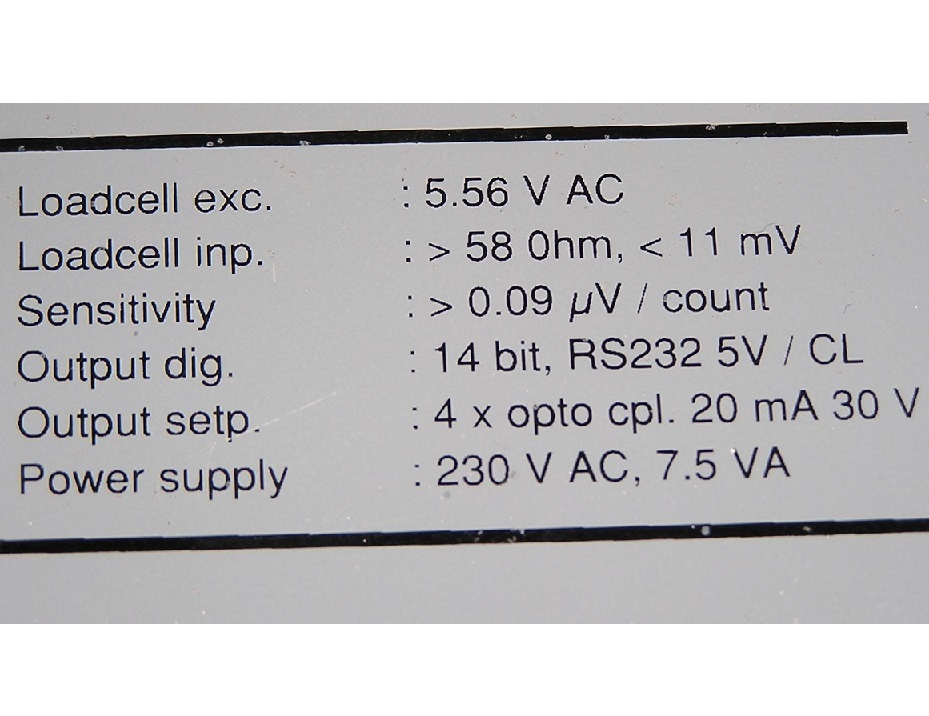 Loadcell exc. : 5.56 V AC
Loadcell inp. : > 58 0hm, < 11 mV
Sensitivity : > 0.09 µV / count
Output dig. : 14 bit, RS232 5V / CL
Output setp. : 4 x opto cpl. 20 mA 30 V
Power supply : 230 V AC, 7.5 VA